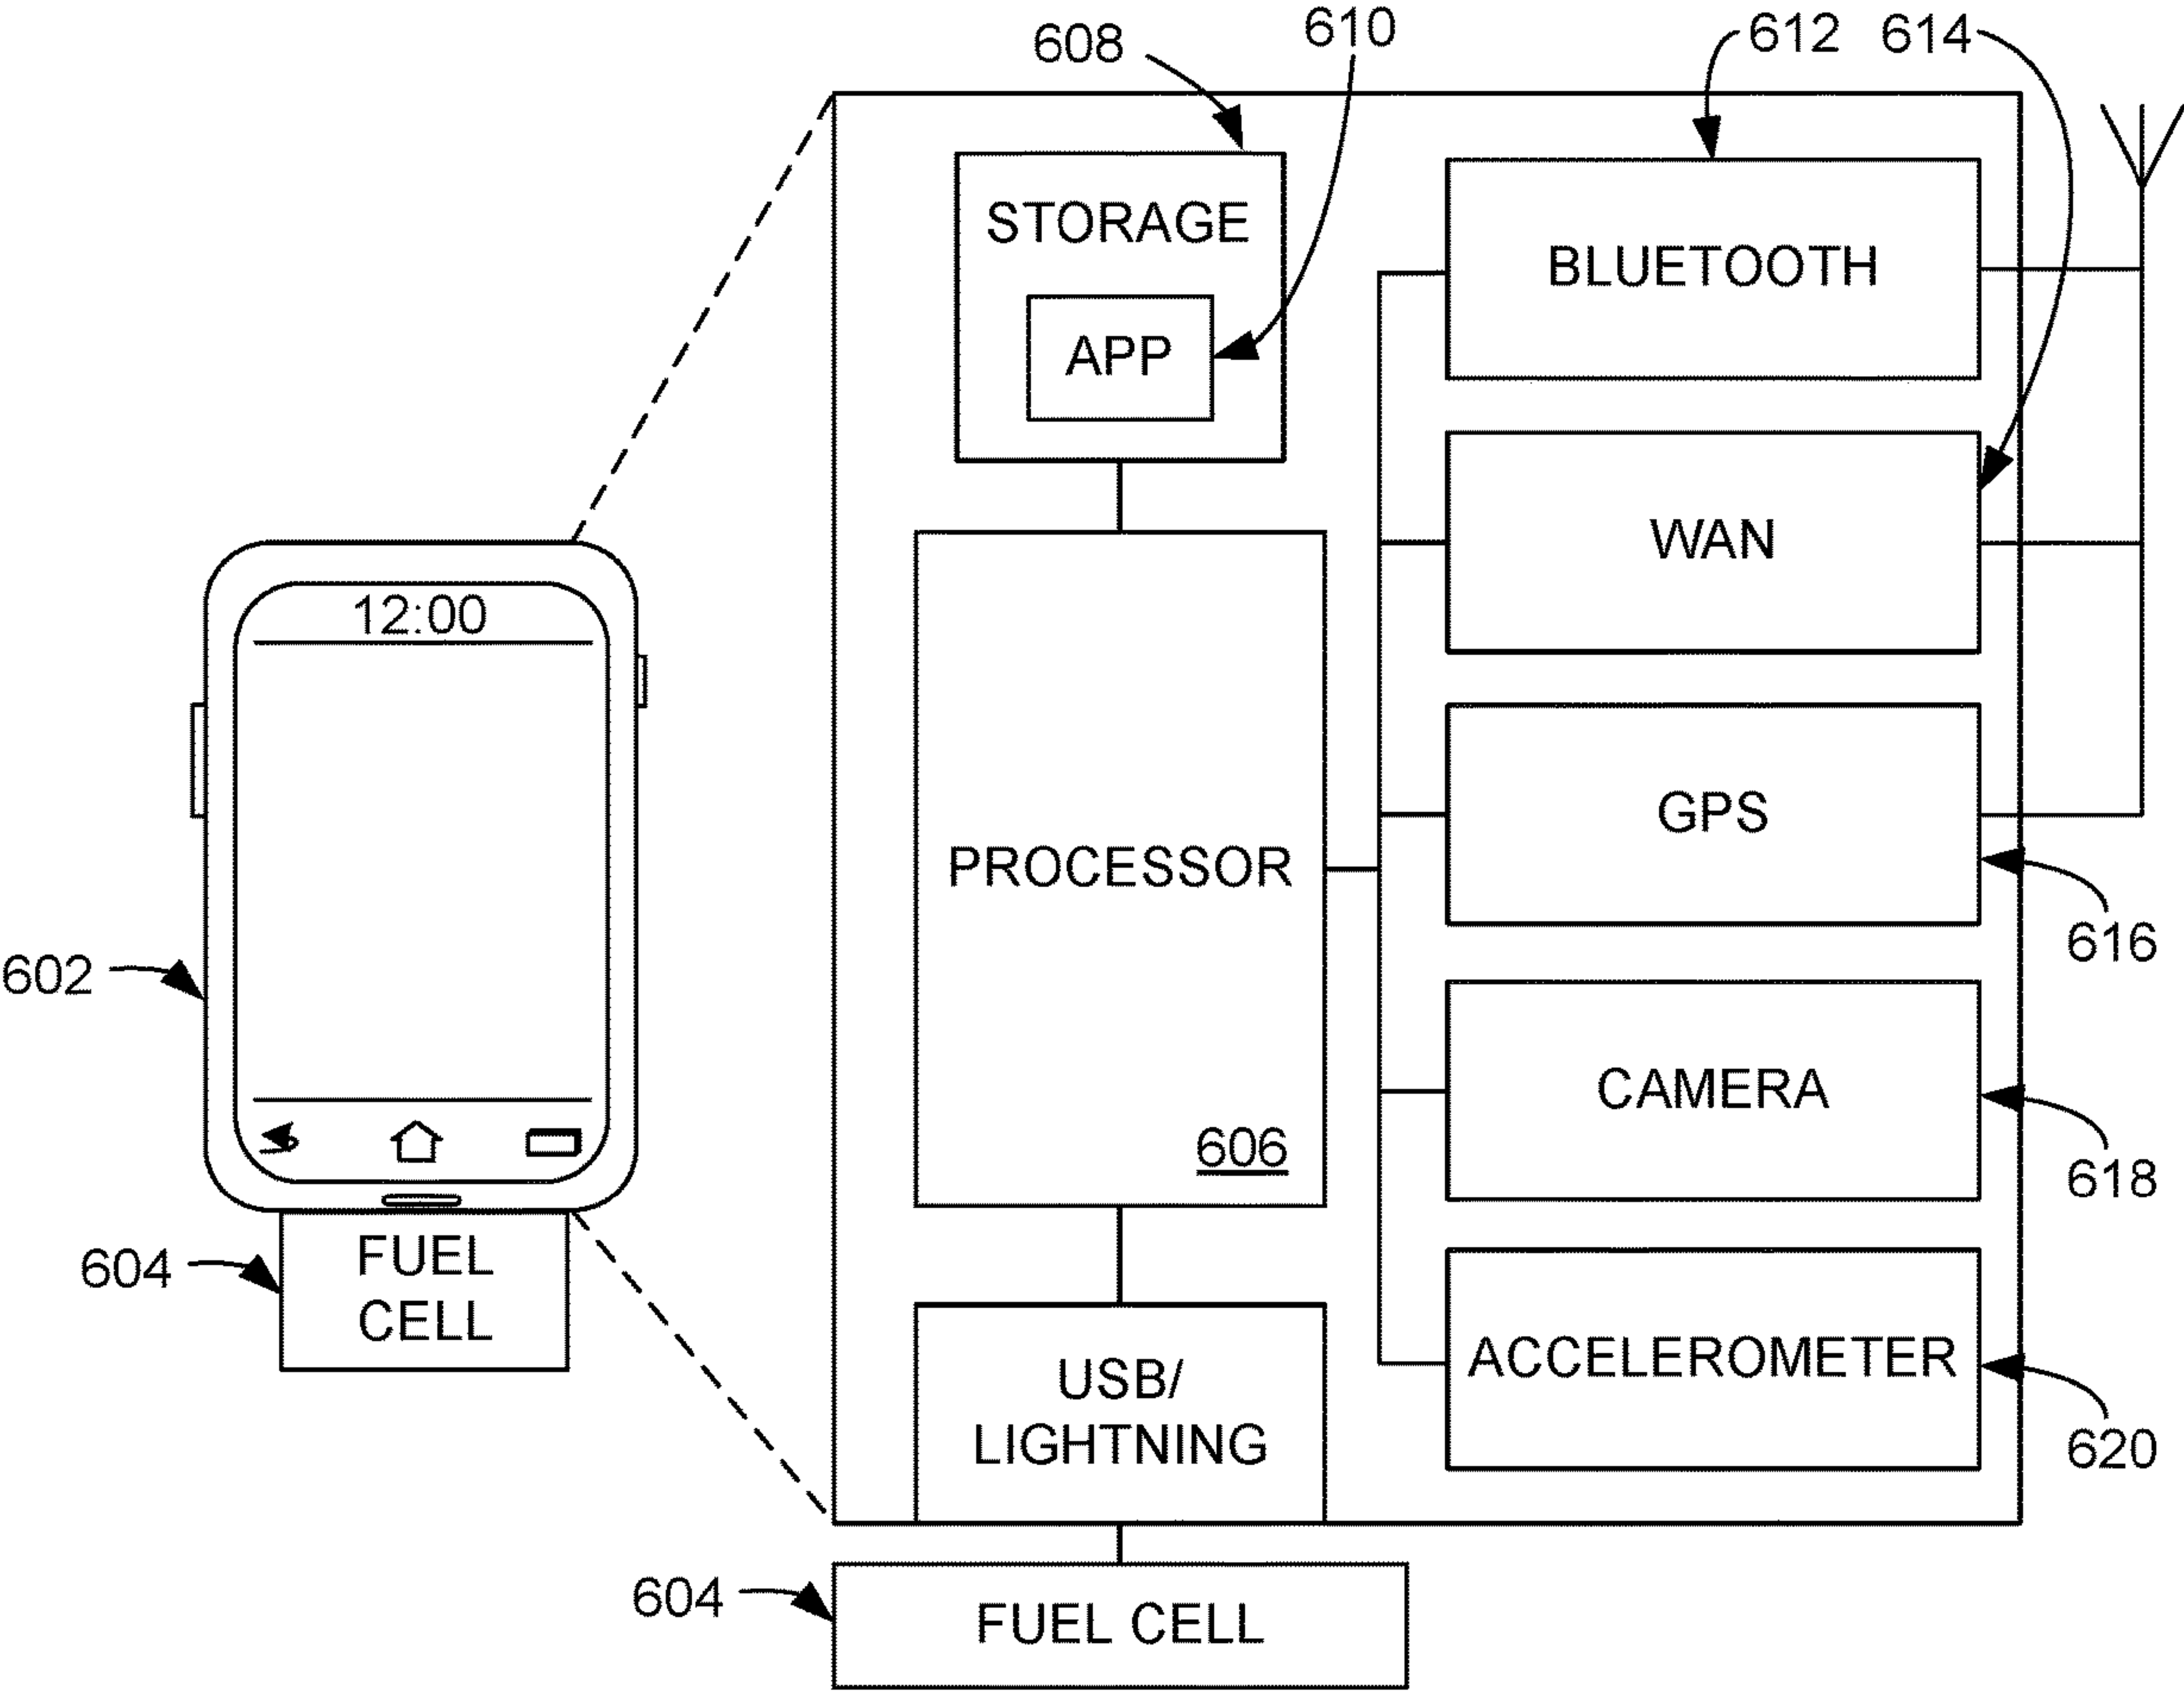 610
612 614
608
STORAGE
BLUETOOTH
APP
WAN
12:00
GPS
PROCESSOR
616
602
CAMERA
606
618
FUEL
CELL
604
ACCELEROMETER
USB/
LIGHTNING
620
604
FUEL CELL